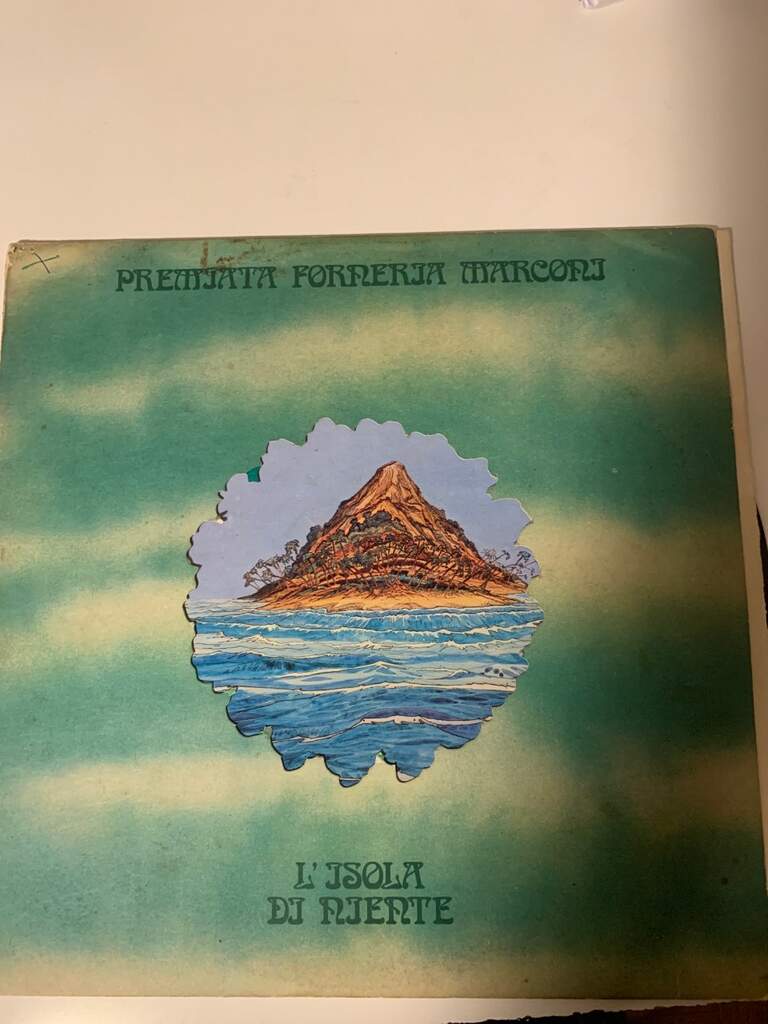 PREMIATA FORNERIA MARCONI
L'ISOLA
DI NIENTE